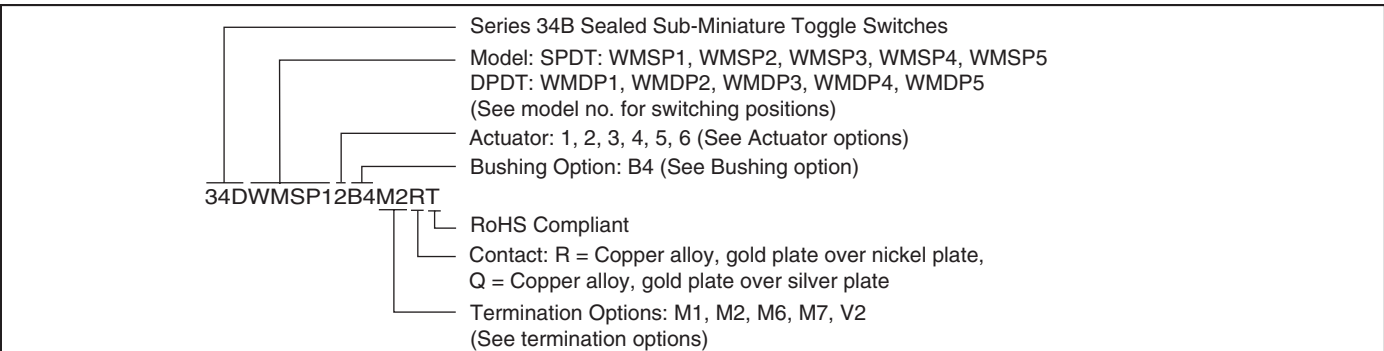 Series 34B Sealed Sub-Miniature Toggle Switches
Model: SPDT: WMSP1, WMSP2, WMSP3, WMSP4, WMSP5
DPDT: WMDP1, WMDP2, WMDP3, WMDP4, WMDP5
(See model no. for switching positions)
Actuator: 1, 2, 3, 4, 5, 6 (See Actuator options)
Bushing Option: B4 (See Bushing option)
34DWMSP12B4M2RT
RoHS Compliant
Contact: R = Copper alloy, gold plate over nickel plate,
Q = Copper alloy, gold plate over silver plate
Termination Options: M1, M2, M6, M7, V2
(See termination options)